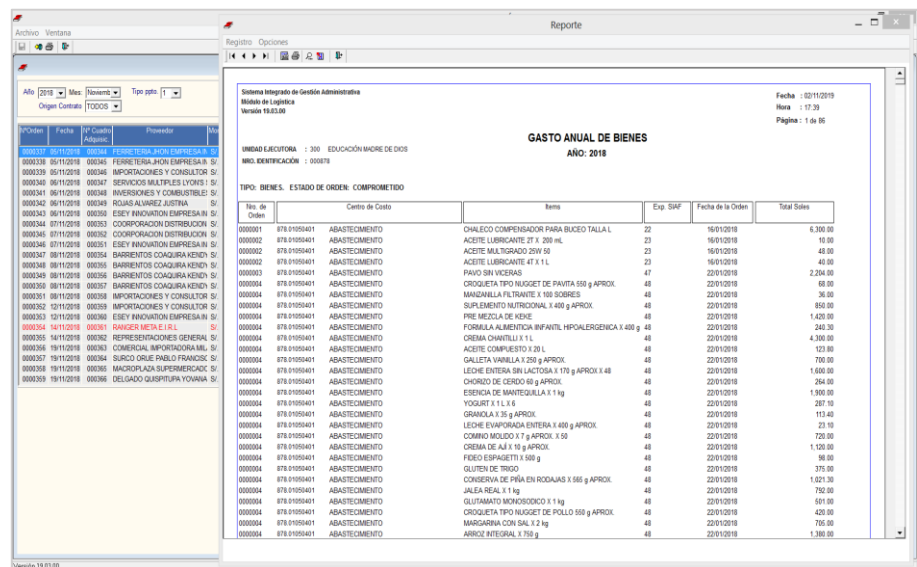 Archivo Ventana
Año 2018 Mes: Noviemb Tipo ppto. 1
Origen Contrato TODOS
NºOrden Fecha Nº Cuadro Adquisic. Proveedor Mon
0000337 05/11/2018 000344 FERRETERIA JHON EMPRESA IN S/.
0000338 05/11/2018 000345 FERRETERIA JHON EMPRESA IN S/.
0000339 05/11/2018 000346 IMPORTACIONES Y CONSULTOR S/.
0000340 06/11/2018 000347 SERVICIOS MULTIPLES LYON'S S/.
0000341 06/11/2018 000348 INVERSIONES Y COMBUSTIBLE S/.
0000342 06/11/2018 000349 ROJAS ALVAREZ JUSTINA S/.
0000343 06/11/2018 000350 ESEY INNOVATION EMPRESA IN S/.
0000344 07/11/2018 000353 COORPORACION DISTRIBUCION S/.
0000345 07/11/2018 000352 COORPORACION DISTRIBUCION S/.
0000346 07/11/2018 000351 ESEY INNOVATION EMPRESA IN S/.
0000347 08/11/2018 000354 BARRIENTOS COAQUIRA KENDY S/.
0000348 08/11/2018 000355 BARRIENTOS COAQUIRA KENDY S/.
0000349 08/11/2018 000356 BARRIENTOS COAQUIRA KENDY S/.
0000350 08/11/2018 000357 BARRIENTOS COAQUIRA KENDY S/.
0000351 08/11/2018 000358 IMPORTACIONES Y CONSULTOR S/.
0000352 12/11/2018 000359 IMPORTACIONES Y CONSULTOR S/.
0000353 12/11/2018 000360 ESEY INNOVATION EMPRESA IN S/.
0000354 14/11/2018 000361 RANGER META E.I.R.L S/.
0000355 14/11/2018 000362 REPRESENTACIONES GENERAL S/.
0000356 19/11/2018 000363 COMERCIAL IMPORTADORA MIL S/.
0000357 19/11/2018 000364 SURCO ORUE PABLO FRANCISC S/.
0000358 19/11/2018 000365 MACROPLAZA SUPERMERCADO S/.
0000359 19/11/2018 000366 DELGADO QUISPITUPA YOVANA S/.
Versión 19.03.00
Reporte
Registro Opciones
Sistema Integrado de Gestión Administrativa
Módulo de Logística
Versión 19.03.00
Fecha : 02/11/2019
Hora : 17:39
Página : 1 de 86
GASTO ANUAL DE BIENES
AÑO: 2018
UNIDAD EJECUTORA : 300 EDUCACIÓN MADRE DE DIOS
NRO. IDENTIFICACIÓN : 000878
TIPO: BIENES. ESTADO DE ORDEN: COMPROMETIDO
Nro. de Orden Centro de Costo Items Exp. SIAF Fecha de la Orden Total Soles
0000001 878.01050401 ABASTECIMIENTO CHALECO COMPENSADOR PARA BUCEO TALLA L 22 16/01/2018 6,300.00
0000002 878.01050401 ABASTECIMIENTO ACEITE LUBRICANTE 2T X 200 mL 23 16/01/2018 10.00
0000002 878.01050401 ABASTECIMIENTO ACEITE MULTIGRADO 25W 50 23 16/01/2018 48.00
0000002 878.01050401 ABASTECIMIENTO ACEITE LUBRICANTE 4T X 1 L 23 16/01/2018 40.00
0000003 878.01050401 ABASTECIMIENTO PAVO SIN VICERAS 47 22/01/2018 2,204.00
0000004 878.01050401 ABASTECIMIENTO CROQUETA TIPO NUGGET DE PAVITA 550 g APROX. 48 22/01/2018 68.00
0000004 878.01050401 ABASTECIMIENTO MANZANILLA FILTRANTE X 100 SOBRES 48 22/01/2018 36.00
0000004 878.01050401 ABASTECIMIENTO SUPLEMENTO NUTRICIONAL X 400 g APROX. 48 22/01/2018 850.00
0000004 878.01050401 ABASTECIMIENTO PRE MEZCLA DE KEKE 48 22/01/2018 1,420.00
0000004 878.01050401 ABASTECIMIENTO FORMULA ALIMENTICIA INFANTIL HIPOALERGENICA X 400 g 48 22/01/2018 240.30
0000004 878.01050401 ABASTECIMIENTO CREMA CHANTILLI X 1 L 48 22/01/2018 4,300.00
0000004 878.01050401 ABASTECIMIENTO ACEITE COMPUESTO X 20 L 48 22/01/2018 123.80
0000004 878.01050401 ABASTECIMIENTO GALLETA VAINILLA X 250 g APROX. 48 22/01/2018 700.00
0000004 878.01050401 ABASTECIMIENTO LECHE ENTERA SIN LACTOSA X 170 g APROX X 48 48 22/01/2018 1,600.00
0000004 878.01050401 ABASTECIMIENTO CHORIZO DE CERDO 60 g APROX. 48 22/01/2018 264.00
0000004 878.01050401 ABASTECIMIENTO ESENCIA DE MANTEQUILLA X 1 kg 48 22/01/2018 1,900.00
0000004 878.01050401 ABASTECIMIENTO YOGURT X 1 L X 6 48 22/01/2018 287.10
0000004 878.01050401 ABASTECIMIENTO GRANOLA X 35 g APROX. 48 22/01/2018 113.40
0000004 878.01050401 ABASTECIMIENTO LECHE EVAPORADA ENTERA X 400 g APROX. 48 22/01/2018 23.10
0000004 878.01050401 ABASTECIMIENTO COMINO MOLIDO X 7 g APROX. X 50 48 22/01/2018 720.00
0000004 878.01050401 ABASTECIMIENTO CREMA DE AJÍ X 10 g APROX. 48 22/01/2018 1,120.00
0000004 878.01050401 ABASTECIMIENTO FIDEO ESPAGETTI X 500 g 48 22/01/2018 98.00
0000004 878.01050401 ABASTECIMIENTO GLUTEN DE TRIGO 48 22/01/2018 375.00
0000004 878.01050401 ABASTECIMIENTO CONSERVA DE PIÑA EN RODAJAS X 565 g APROX. 48 22/01/2018 1,021.30
0000004 878.01050401 ABASTECIMIENTO JALEA REAL X 1 kg 48 22/01/2018 792.00
0000004 878.01050401 ABASTECIMIENTO GLUTAMATO MONOSODICO X 1 kg 48 22/01/2018 501.00
0000004 878.01050401 ABASTECIMIENTO CROQUETA TIPO NUGGET DE POLLO 550 g APROX. 48 22/01/2018 420.00
0000004 878.01050401 ABASTECIMIENTO MARGARINA CON SAL X 2 kg 48 22/01/2018 705.00
0000004 878.01050401 ABASTECIMIENTO ARROZ INTEGRAL X 750 g 48 22/01/2018 1,380.00